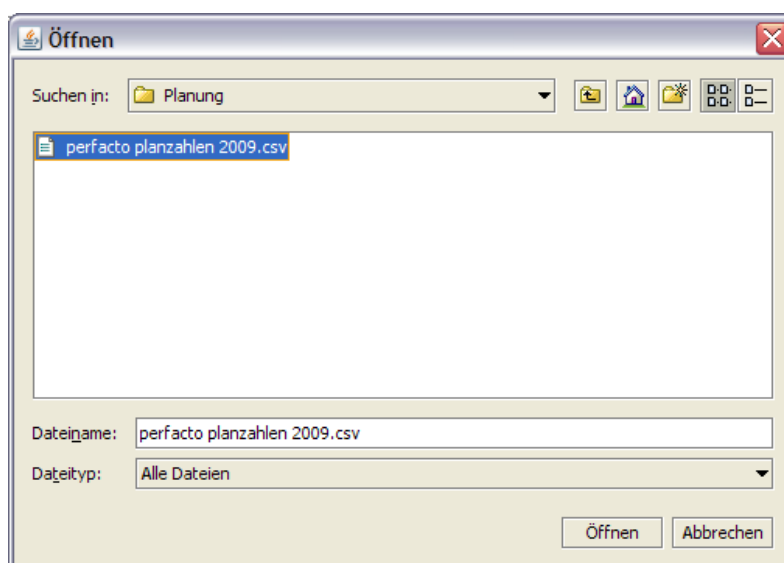 Öffnen
Suchen in: Planung
perfacto planzahlen 2009.csv
Dateiname: perfacto planzahlen 2009.csv
Dateityp: Alle Dateien
Öffnen Abbrechen